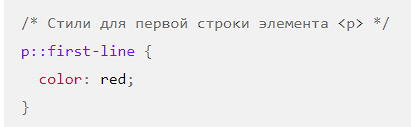 /* Стили для первой строки элемента <p> */
p::first-line {
  color: red;
}